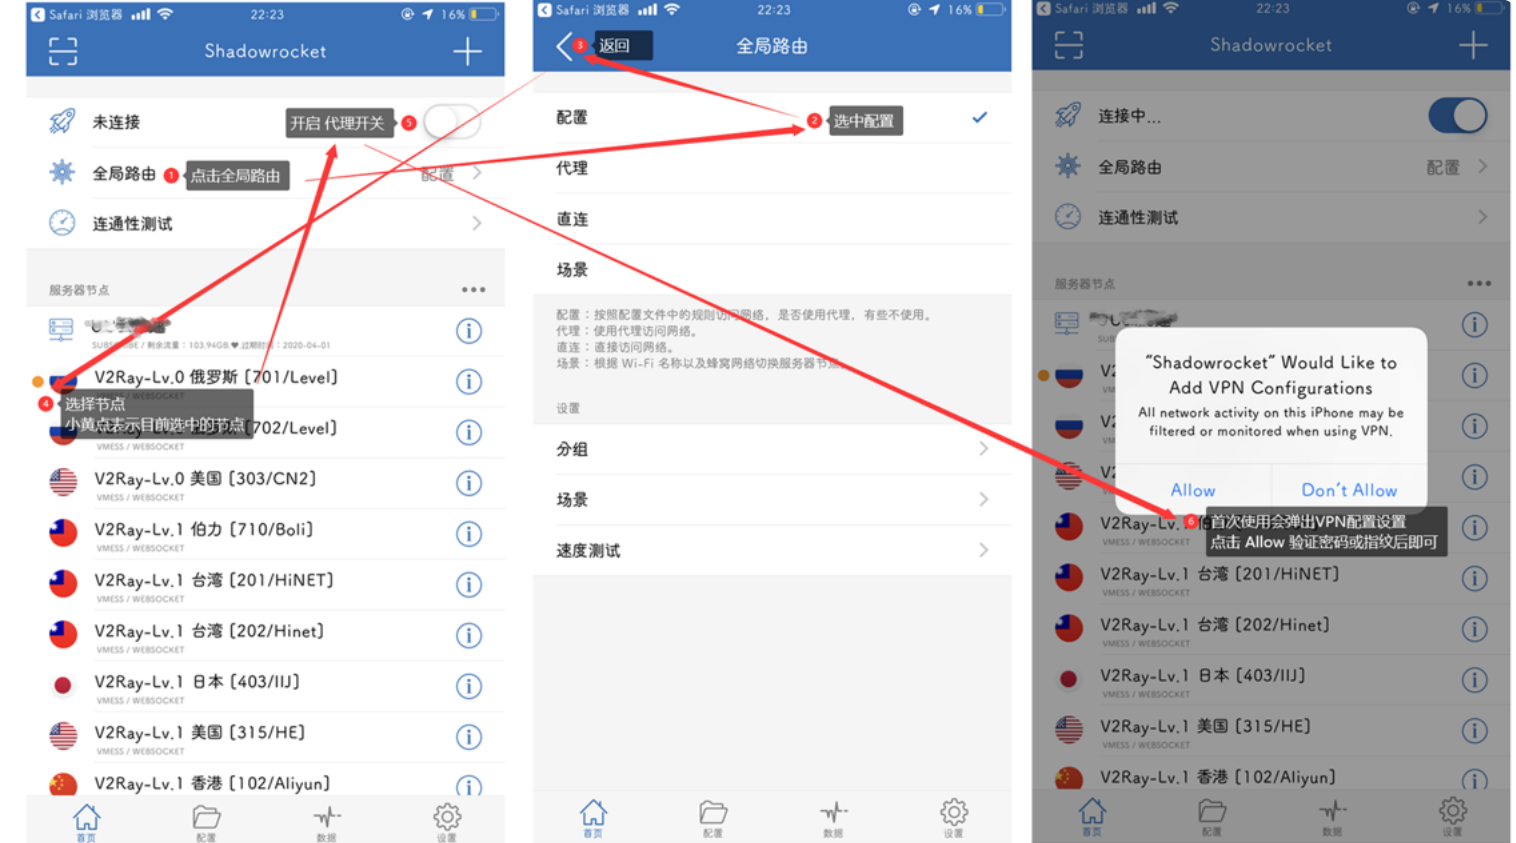 Safari 浏览器
22:23
16%
Shadowrocket
未连接
开启 代理开关
5
全局路由
1
点击全局路由
配置
连通性测试
服务器节点
SUBSCRIBE / 剩余流量：103.94GB.♥.过期时间：2020-04-01
V2Ray-Lv.0 俄罗斯 [701/Level]
4
选择节点
小黄点表示目前选中的节点
702/Level]
VMESS / WEBSOCKET
V2Ray-Lv.0 美国 [303/CN2]
VMESS / WEBSOCKET
V2Ray-Lv.1 伯力 [710/Boli]
VMESS / WEBSOCKET
V2Ray-Lv.1 台湾 [201/HiNET]
VMESS / WEBSOCKET
V2Ray-Lv.1 台湾 [202/Hinet]
VMESS / WEBSOCKET
V2Ray-Lv.1 日本 [403/IIJ]
VMESS / WEBSOCKET
V2Ray-Lv.1 美国 [315/HE]
VMESS / WEBSOCKET
V2Ray-Lv.1 香港 [102/Aliyun]
首页
配置
数据
设置
Safari 浏览器
22:23
16%
3
返回
全局路由
配置
2
选中配置
代理
直连
场景
配置：按照配置文件中的规则访问网络，是否使用代理，有些不使用。
代理：使用代理访问网络。
直连：直接访问网络。
场景：根据 Wi-Fi 名称以及蜂窝网络切换服务器节点。
设置
分组
场景
速度测试
首页
配置
数据
设置
Safari 浏览器
22:23
16%
Shadowrocket
连接中...
全局路由
配置
连通性测试
服务器节点
SUB
V2
VM
V2
VM
V2
"Shadowrocket" Would Like to
Add VPN Configurations
All network activity on this iPhone may be
filtered or monitored when using VPN.
Allow
Don't Allow
6
首次使用会弹出VPN配置设置
点击 Allow 验证密码或指纹后即可
V2Ray-Lv.
VMESS / WEBSOCKET
V2Ray-Lv.1 台湾 [201/HiNET]
VMESS / WEBSOCKET
V2Ray-Lv.1 台湾 [202/Hinet]
VMESS / WEBSOCKET
V2Ray-Lv.1 日本 [403/IIJ]
VMESS / WEBSOCKET
V2Ray-Lv.1 美国 [315/HE]
VMESS / WEBSOCKET
V2Ray-Lv.1 香港 [102/Aliyun]
首页
配置
数据
设置